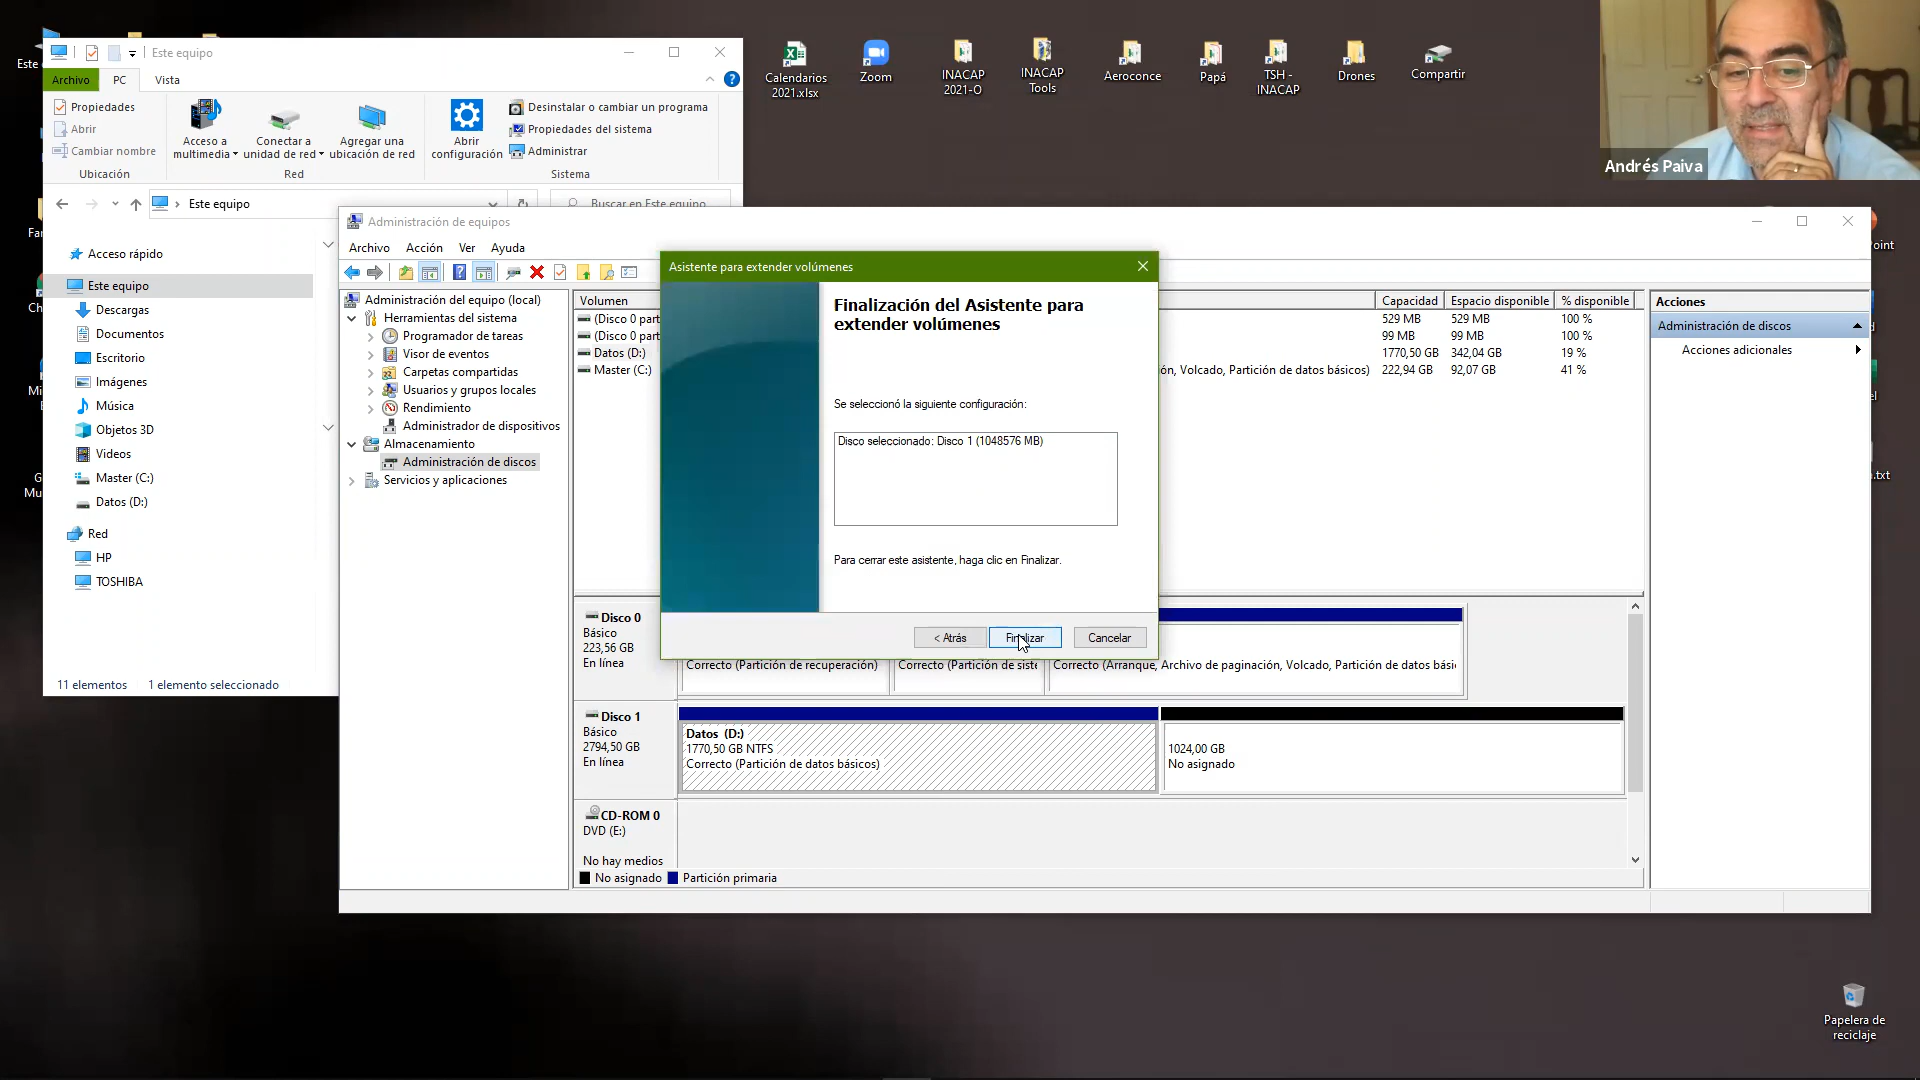 Este equipo
Archivo
PC
Vista
Propiedades
Abrir
Cambiar nombre
Ubicación
Acceso a
multimedia
Conectar a
unidad de red
Agregar una
ubicación de red
Red
Abrir
configuración
Desinstalar o cambiar un programa
Propiedades del sistema
Administrar
Sistema
Este equipo
Buscar en Este equipo
Acceso rápido
Este equipo
Descargas
Documentos
Escritorio
Imágenes
Música
Objetos 3D
Videos
Master (C:)
Datos (D:)
Red
HP
TOSHIBA
11 elementos
1 elemento seleccionado
Calendarios
2021.xlsx
Zoom
INACAP
2021-O
INACAP
Tools
Aeroconce
Papá
TSH -
INACAP
Drones
Compartir
Andrés Paiva
Administración de equipos
Archivo
Acción
Ver
Ayuda
Administración del equipo (local)
Herramientas del sistema
Programador de tareas
Visor de eventos
Carpetas compartidas
Usuarios y grupos locales
Rendimiento
Administrador de dispositivos
Almacenamiento
Administración de discos
Servicios y aplicaciones
Volumen
Capacidad
Espacio disponible
% disponible
(Disco 0 part
529 MB
529 MB
100 %
(Disco 0 part
99 MB
99 MB
100 %
Datos (D:)
1770,50 GB
342,04 GB
19 %
Master (C:)
ón, Volcado, Partición de datos básicos)
222,94 GB
92,07 GB
41 %
Acciones
Administración de discos
Acciones adicionales
Asistente para extender volúmenes
Finalización del Asistente para
extender volúmenes
Se seleccionó la siguiente configuración:
Disco seleccionado: Disco 1 (1048576 MB)
Para cerrar este asistente, haga clic en Finalizar.
< Atrás
Finalizar
Cancelar
Disco 0
Básico
223,56 GB
En línea
Correcto (Partición de recuperación)
Correcto (Partición de siste
Correcto (Arranque, Archivo de paginación, Volcado, Partición de datos bási
Disco 1
Básico
2794,50 GB
En línea
Datos (D:)
1770,50 GB NTFS
Correcto (Partición de datos básicos)
1024,00 GB
No asignado
CD-ROM 0
DVD (E:)
No hay medios
No asignado
Partición primaria
Papelera de
reciclaje